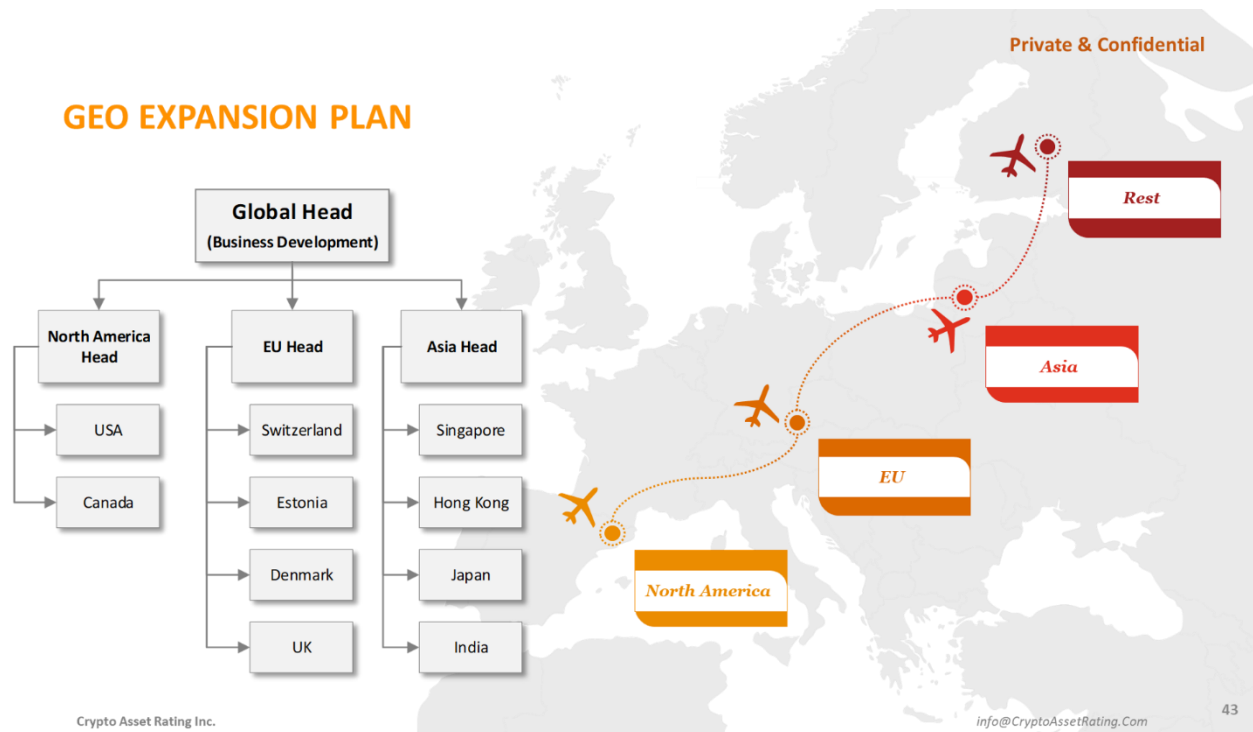 Private & Confidential
GEO EXPANSION PLAN
Global Head
(Business Development)
North America
Head
EU Head
Asia Head
USA
Switzerland
Singapore
Canada
Estonia
Hong Kong
Denmark
Japan
UK
India
Rest
Asia
EU
North America
Crypto Asset Rating Inc.
info@CryptoAssetRating.Com
43